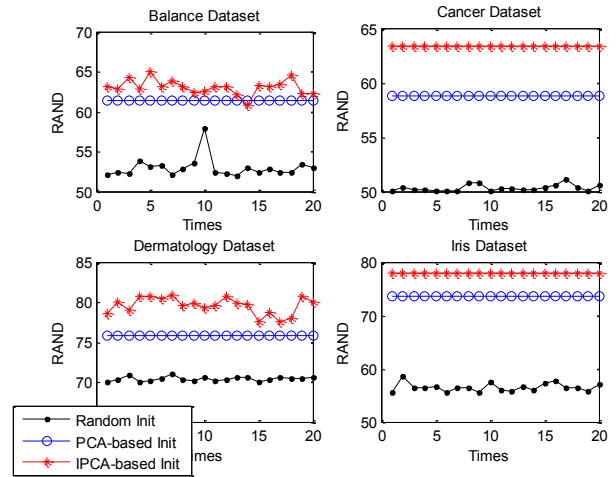 Balance Dataset
70
65
60
55
50
RAND
0
5
10
15
20
Times
Cancer Dataset
65
60
55
50
RAND
0
5
10
15
20
Times
Dermatology Dataset
85
80
75
70
RAND
15
20
Times
Iris Dataset
80
70
60
50
RAND
0
5
10
15
20
Times
Random Init
PCA-based Init
IPCA-based Init